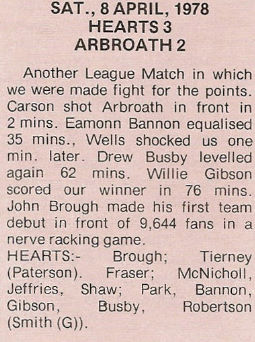 SAT., 8 APRIL, 1978
HEARTS 3
ARBROATH 2
Another League Match in which
we were made fight for the points.
Carson shot Arbroath in front in
2 mins. Eamonn Bannon equalised
35 mins., Wells shocked us one
min. later. Drew Busby levelled
again 62 mins. Willie Gibson
scored our winner in 76 mins.
John Brough made his first team
debut in front of 9,644 fans in a
nerve racking game.
HEARTS:- Brough; Tierney
(Paterson). Fraser; McNicholl,
Jeffries, Shaw; Park, Bannon,
Gibson, Busby, Robertson
(Smith (G)).